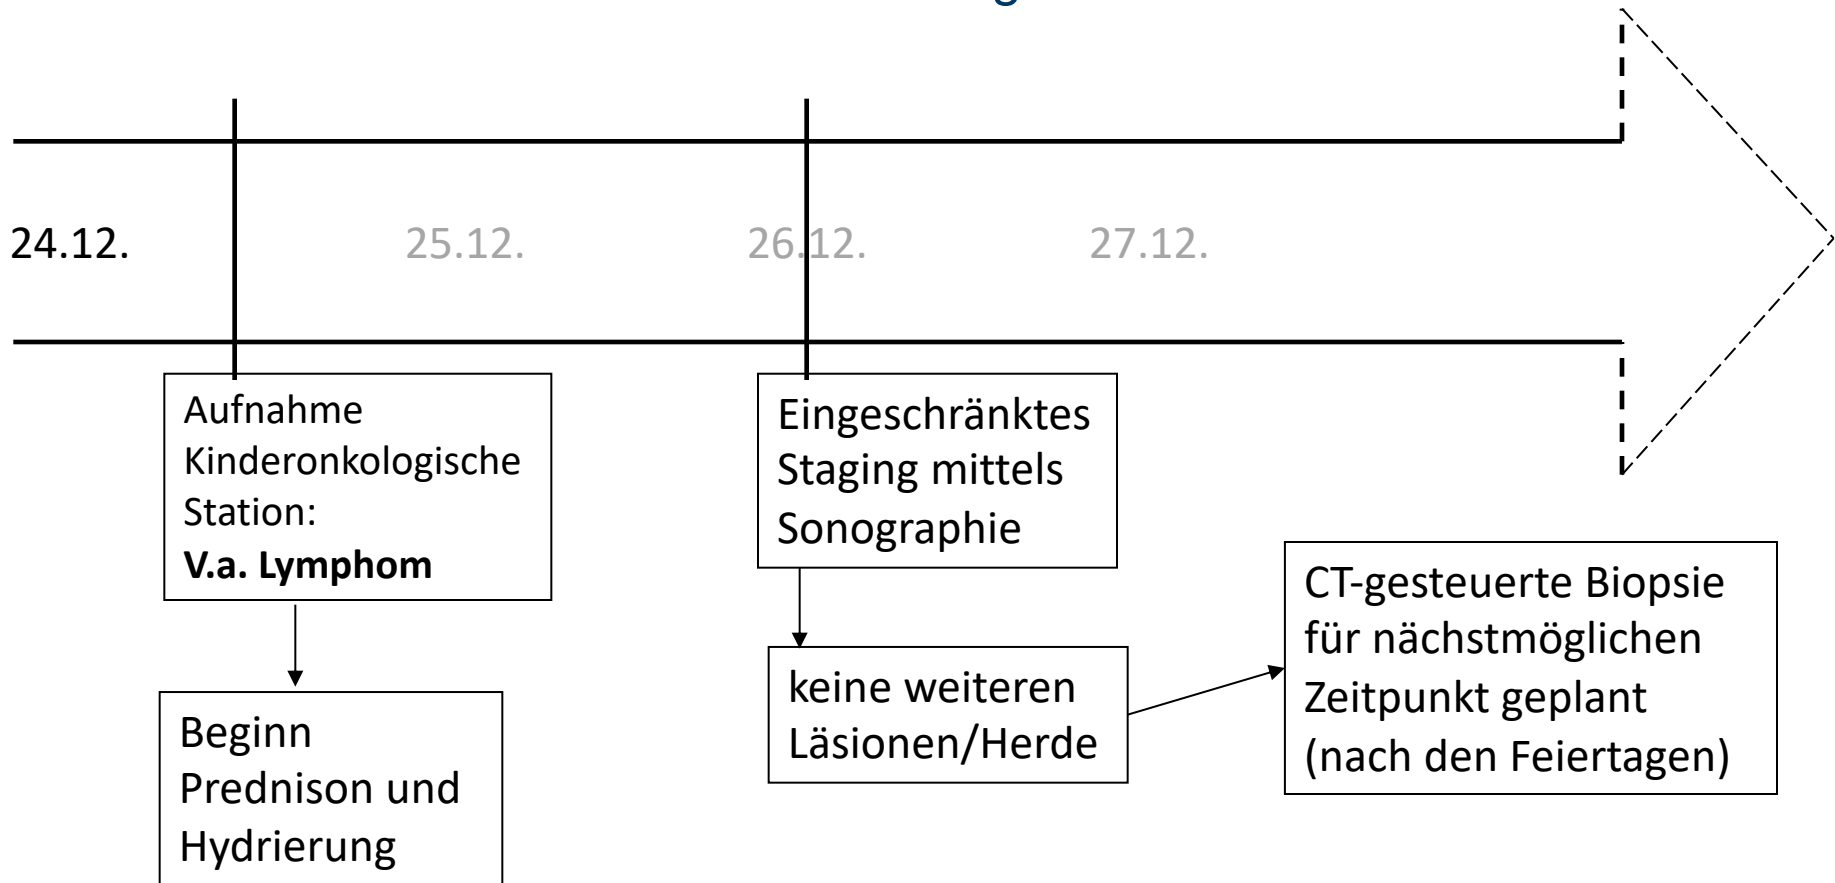 24.12.
25.12.
26.12.
27.12.
Aufnahme
Kinderonkologische
Station:
V.a. Lymphom
Beginn
Prednison und
Hydrierung
Eingeschränktes
Staging mittels
Sonographie
keine weiteren
Läsionen/Herde
CT-gesteuerte Biopsie
für nächstmöglichen
Zeitpunkt geplant
(nach den Feiertagen)